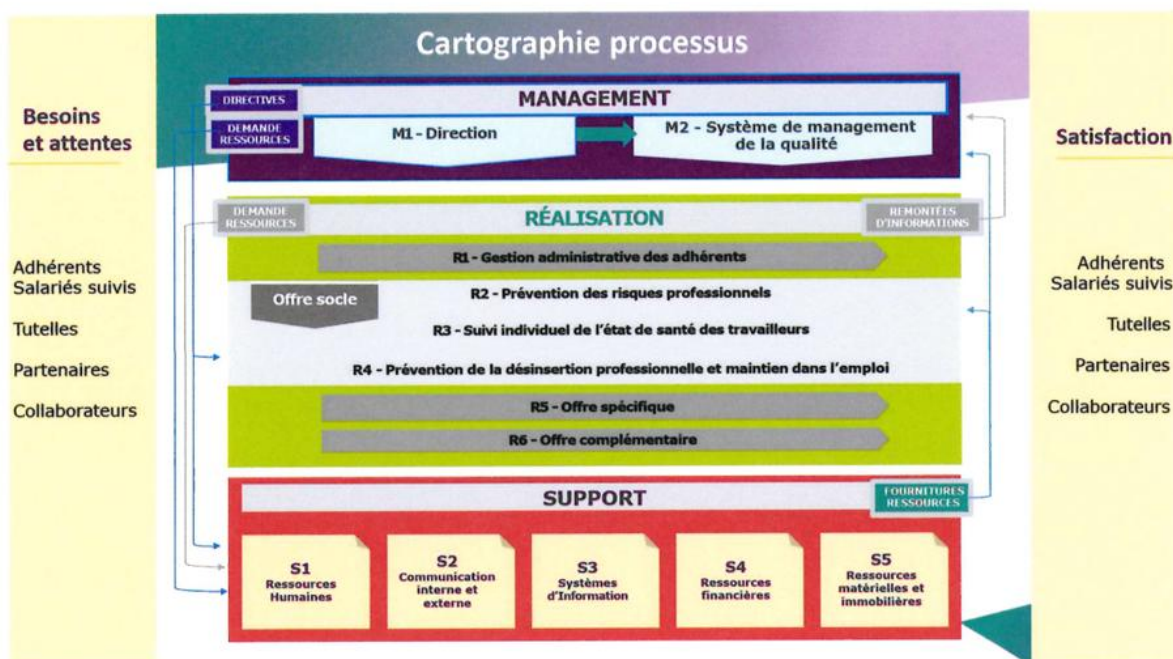 Cartographie processus
Besoins
et attentes
Adhérents
Salariés suivis
Tutelles
Partenaires
Collaborateurs
DIRECTIVES
DEMANDE
RESSOURCES
MANAGEMENT
M1 - Direction
M2 - Système de management
de la qualité
DEMANDE
RESSOURCES
RÉALISATION
REMONTÉES
D'INFORMATIONS
R1 - Gestion administrative des adhérents
Offre socle
R2 - Prévention des risques professionnels
R3 - Suivi individuel de l'état de santé des travailleurs
R4 - Prévention de la désinsertion professionnelle et maintien dans l'emploi
R5 - Offre spécifique
R6 - Offre complémentaire
SUPPORT
FOURNITURES
RESSOURCES
S1
Ressources
Humaines
S2
Communication
interne et
externe
S3
Systèmes
d'Information
S4
Ressources
financières
S5
Ressources
matérielles et
immobilières
Satisfaction
Adhérents
Salariés suivis
Tutelles
Partenaires
Collaborateurs